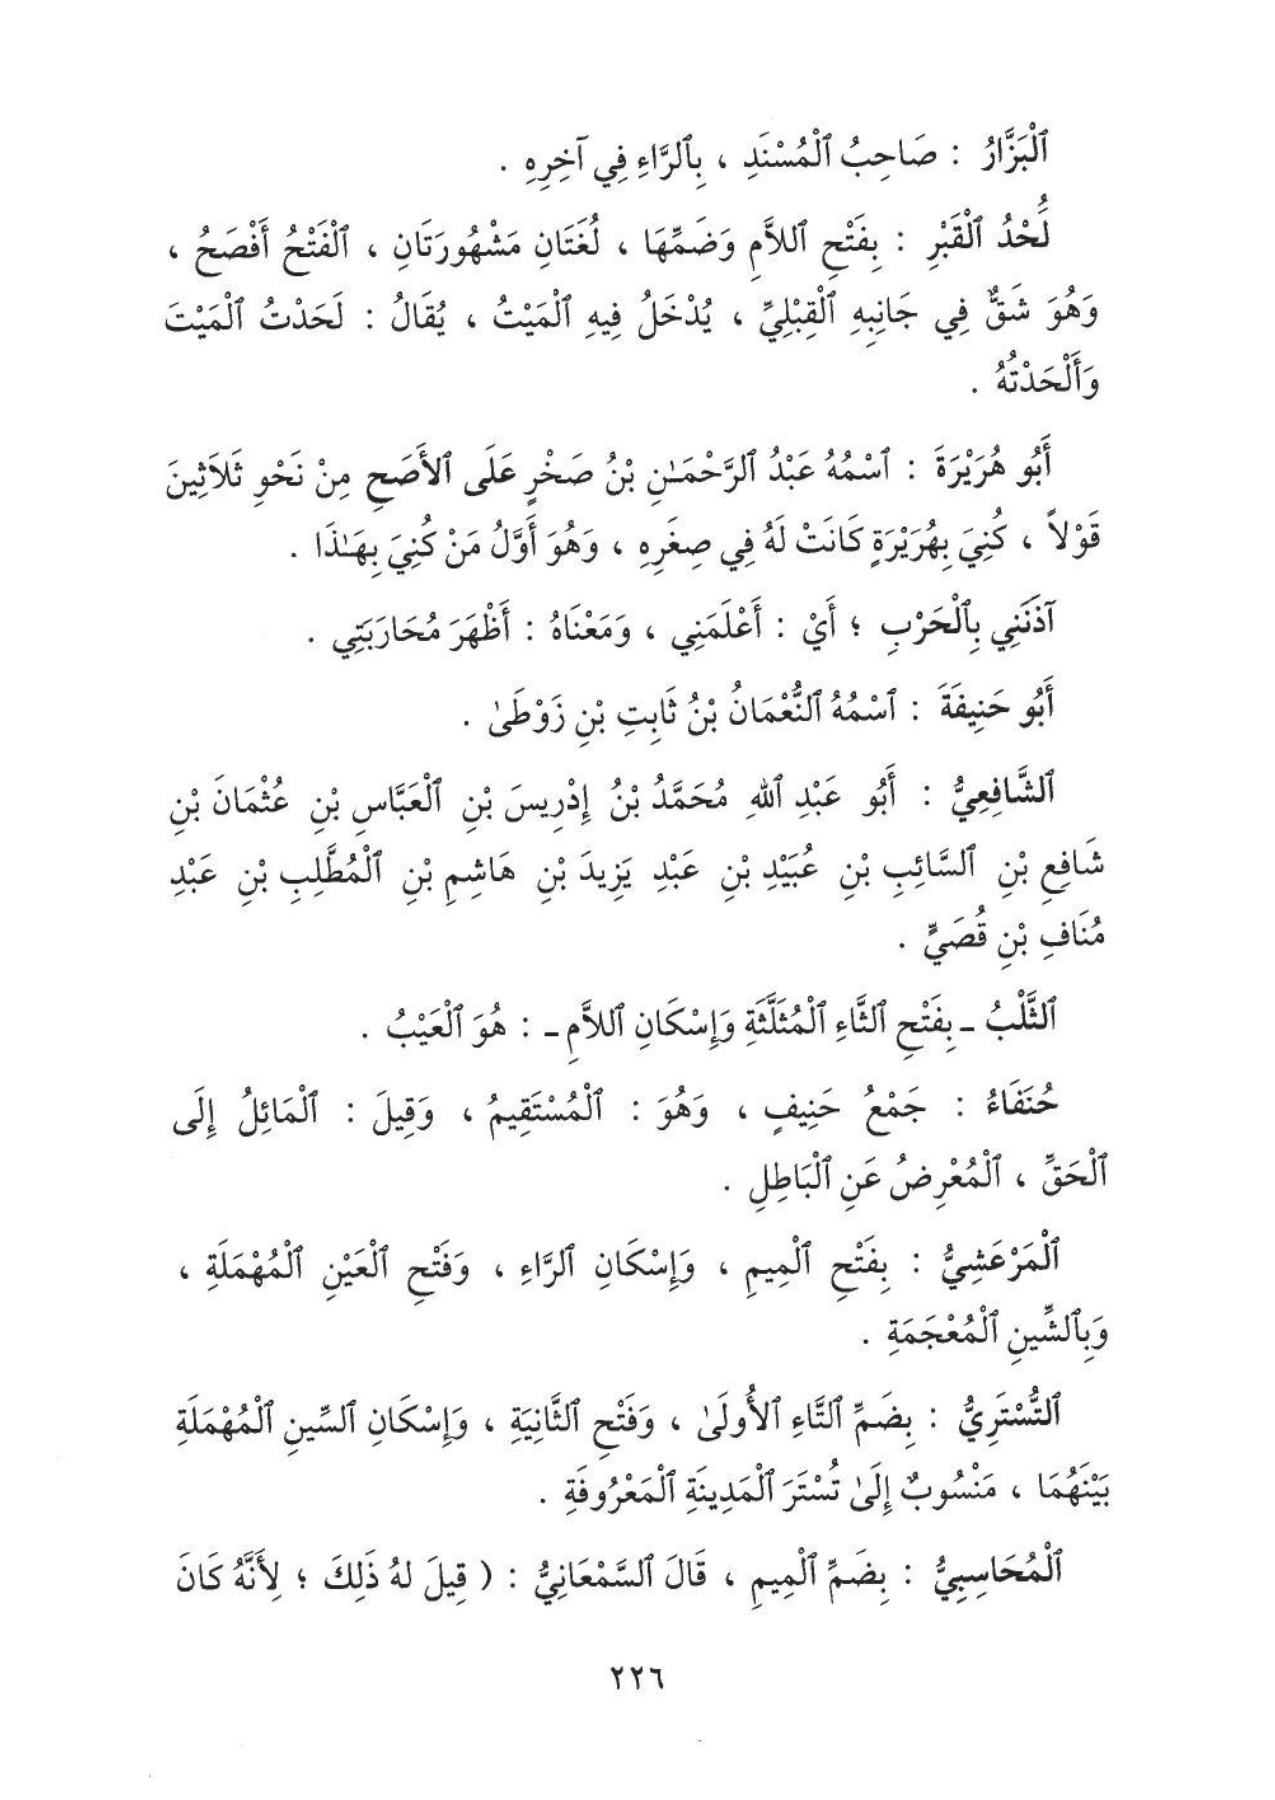 ٱلْبَزَّارُ : صَاحِبُ ٱلْمُسْنَدِ ، بِٱلرَّاءِ فِي آخِرِهِ .
لَُحْدُ ٱلْقَبْرِ : بِفَتْحِ ٱللاَّمِ وَضَمِّهَا ، لُغَتَانِ مَشْهُورَتَانِ ، ٱلْفَتْحُ أَفْصَحُ ،
وَهُوَ شَقٌّ فِي جَانِبِهِ ٱلْقِبْلِيِّ ، يُدْخَلُ فِيهِ ٱلْمَيْتُ ، يُقَالُ : لَحَدْتُ ٱلْمَيْتَ
وَأَلْحَدْتُهُ .
أَبُو هُرَيْرَةَ : ٱسْمُهُ عَبْدُ ٱلرَّحْمَـٰنِ بْنُ صَخْرٍ عَلَى ٱلأَصَحِ مِنْ نَحْوِ ثَلاَثِينَ
قَوْلاً ، كُنِيَ بِهُرَيْرَةٍ كَانَتْ لَهُ فِي صِغَرِهِ ، وَهُوَ أَوَّلُ مَنْ كُنِيَ بِهَـٰذَا .
آذَنَنِي بِٱلْحَرْبِ ؛ أَيْ : أَعْلَمَنِي ، وَمَعْنَاهُ : أَظْهَرَ مُحَارَبَتِي .
أَبُو حَنِيفَةَ : ٱسْمُهُ ٱلنُّعْمَانُ بْنُ ثَابِتِ بْنِ زَوْطَىٰ .
ٱلشَّافِعِيُّ : أَبُو عَبْدِ ٱللهِ مُحَمَّدُ بْنُ إِدْرِيسَ بْنِ ٱلْعَبَّاسِ بْنِ عُثْمَانَ بْنِ
شَافِعِ بْنِ ٱلسَّائِبِ بْنِ عُبَيْدِ بْنِ عَبْدِ يَزِيدَ بْنِ هَاشِمِ بْنِ ٱلْمُطَّلِبِ بْنِ عَبْدِ
مُنَافِ بْنِ قُصَيٍّ .
ٱلثَّلْبُ ـ بِفَتْحِ ٱلثَّاءِ ٱلْمُثَلَّثَةِ وَإِسْكَانِ ٱللاَّمِ ـ : هُوَ ٱلْعَيْبُ .
حُنَفَاءُ : جَمْعُ حَنِيفٍ ، وَهُوَ : ٱلْمُسْتَقِيمُ ، وَقِيلَ : ٱلْمَائِلُ إِلَى
ٱلْحَقِّ ، ٱلْمُعْرِضُ عَنِ ٱلْبَاطِلِ .
ٱلْمَرْعَشِيُّ : بِفَتْحِ ٱلْمِيمِ ، وَإِسْكَانِ ٱلرَّاءِ ، وَفَتْحِ ٱلْعَيْنِ ٱلْمُهْمَلَةِ ،
وَبِٱلشِّينِ ٱلْمُعْجَمَةِ .
ٱلتُّسْتَرِيُّ : بِضَمِّ ٱلتَّاءِ ٱلأُولَىٰ ، وَفَتْحِ ٱلثَّانِيَةِ ، وَإِسْكَانِ ٱلسِّينِ ٱلْمُهْمَلَةِ
بَيْنَهُمَا ، مَنْسُوبٌ إِلَىٰ تُسْتَرَ ٱلْمَدِينَةِ ٱلْمَعْرُوفَةِ .
ٱلْمُحَاسِبِيُّ : بِضَمِّ ٱلْمِيمِ ، قَالَ ٱلسَّمْعَانِيُّ : ( قِيلَ لهُ ذَلِكَ ؛ لِأَنَّهُ كَانَ
٢٢٦